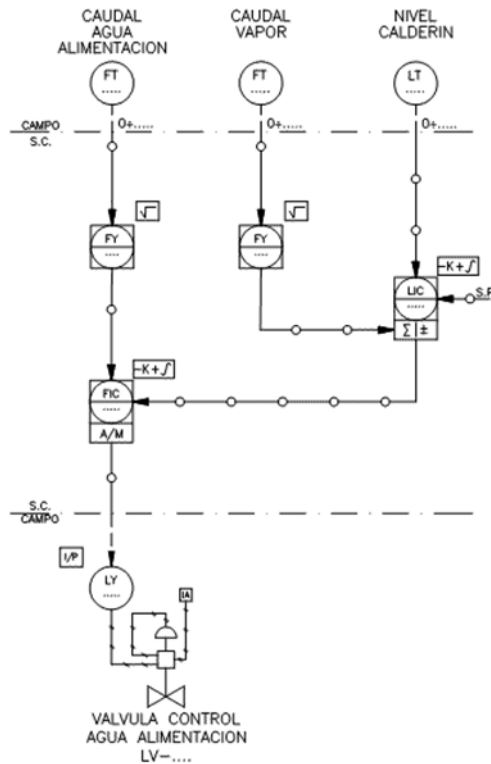 CAUDAL
AGUA
ALIMENTACION
CAUDAL
VAPOR
NIVEL
CALDERIN
FT
.....
FT
.....
LT
.....
CAMPO
S.C.
0+.....
0+.....
0+.....
√
√
FY
....
FY
....
-K+∫
LIC
.....
S.P
Σ ±
-K+∫
FIC
.....
A/M
S.C.
CAMPO
I/P
LY
.....
IA
VALVULA CONTROL
AGUA ALIMENTACION
LV-....